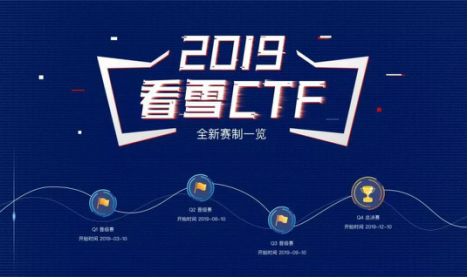 2019
看雪CTF
全新赛制一览
Q1 晋级赛
开始时间 2019-03-10
Q2 晋级赛
开始时间 2019-06-10
Q3 晋级赛
开始时间 2019-09-10
Q4 总决赛
开始时间 2019-12-10